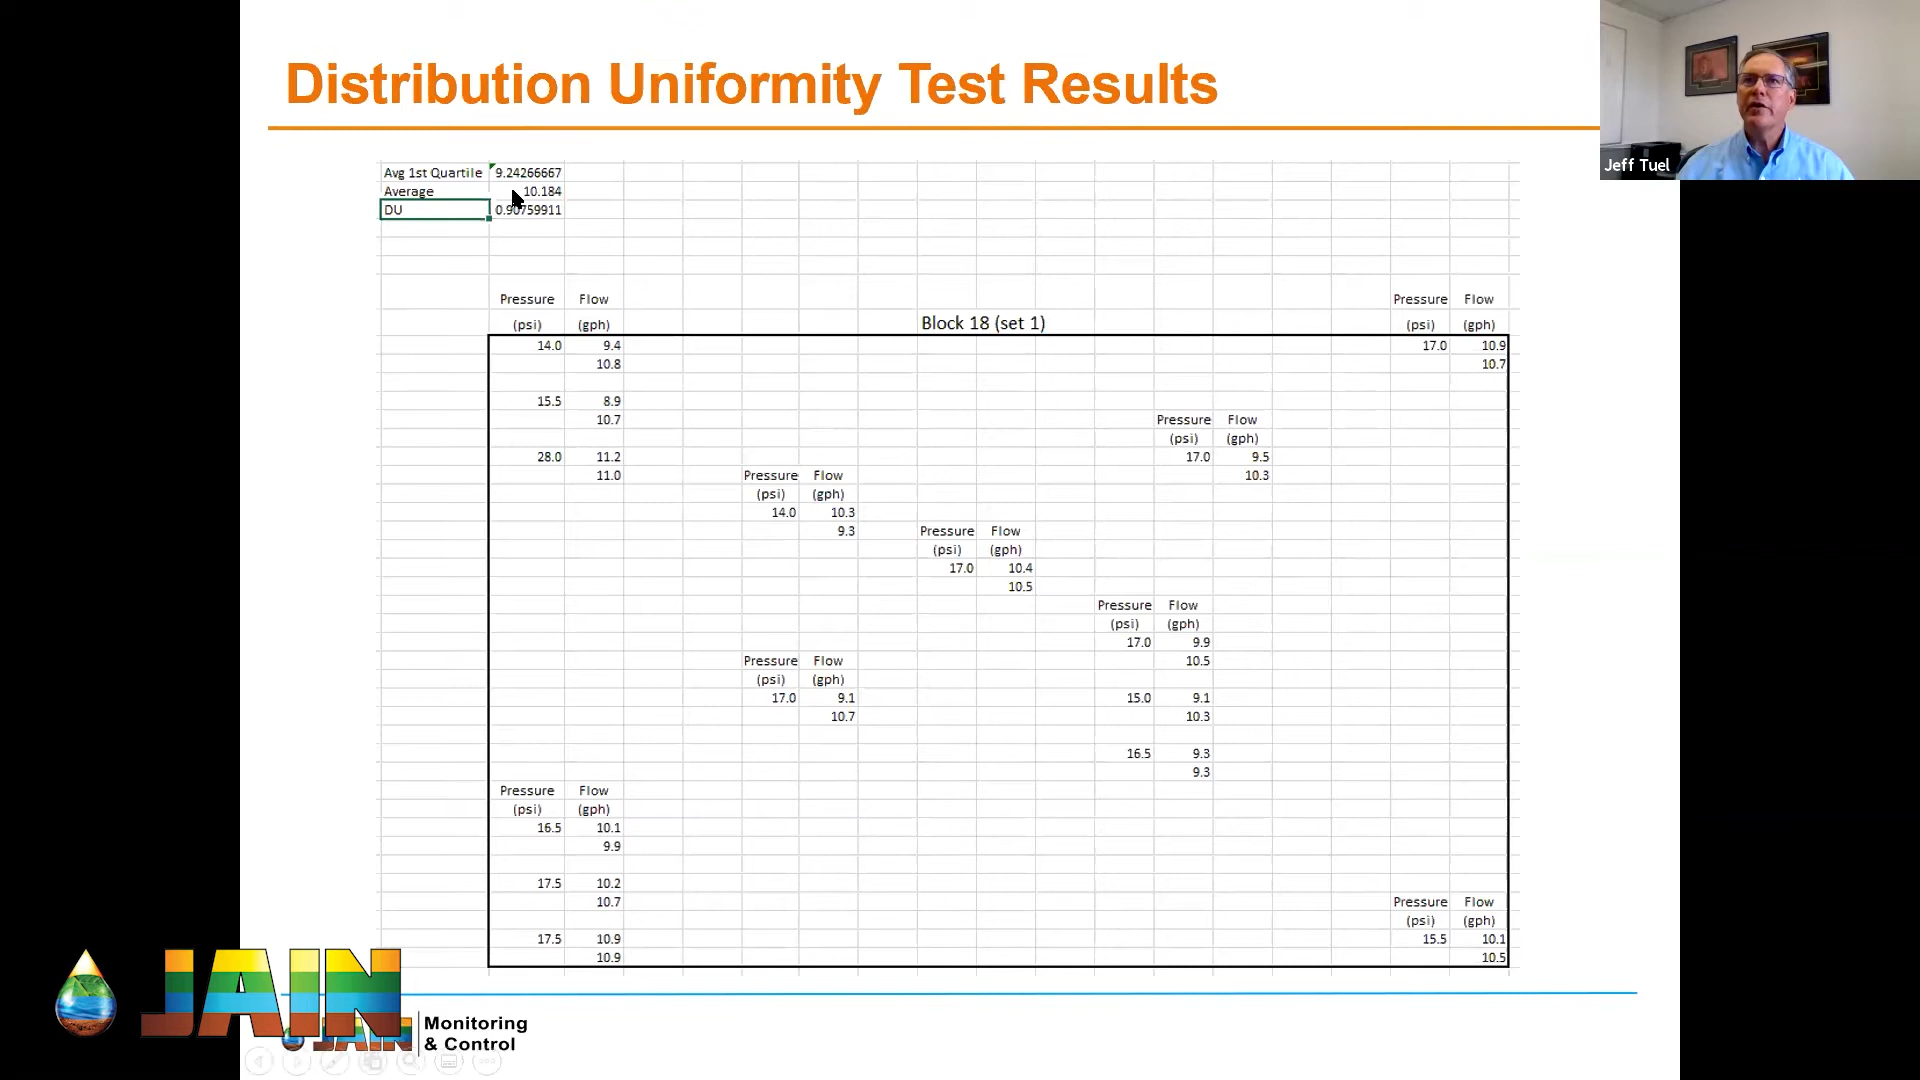 Distribution Uniformity Test Results
Jeff Tuel
Avg 1st Quartile 9.24266667
Average 10.184
DU 0.90759911
Pressure Flow Pressure Flow
(psi) (gph) Block 18 (set 1) (psi) (gph)
14.0 9.4 17.0 10.9
10.8 10.7
15.5 8.9
10.7 Pressure Flow
(psi) (gph)
28.0 11.2 17.0 9.5
11.0 Pressure Flow 10.3
(psi) (gph)
14.0 10.3
9.3 Pressure Flow
(psi) (gph)
17.0 10.4
10.5
Pressure Flow
(psi) (gph)
17.0 9.9
Pressure Flow 10.5
(psi) (gph)
17.0 9.1 15.0 9.1
10.7 10.3
16.5 9.3
9.3
Pressure Flow
(psi) (gph)
16.5 10.1
9.9
17.5 10.2
10.7 Pressure Flow
(psi) (gph)
17.5 10.9 15.5 10.1
10.9 10.5
JAIN
JAIN
Monitoring
& Control